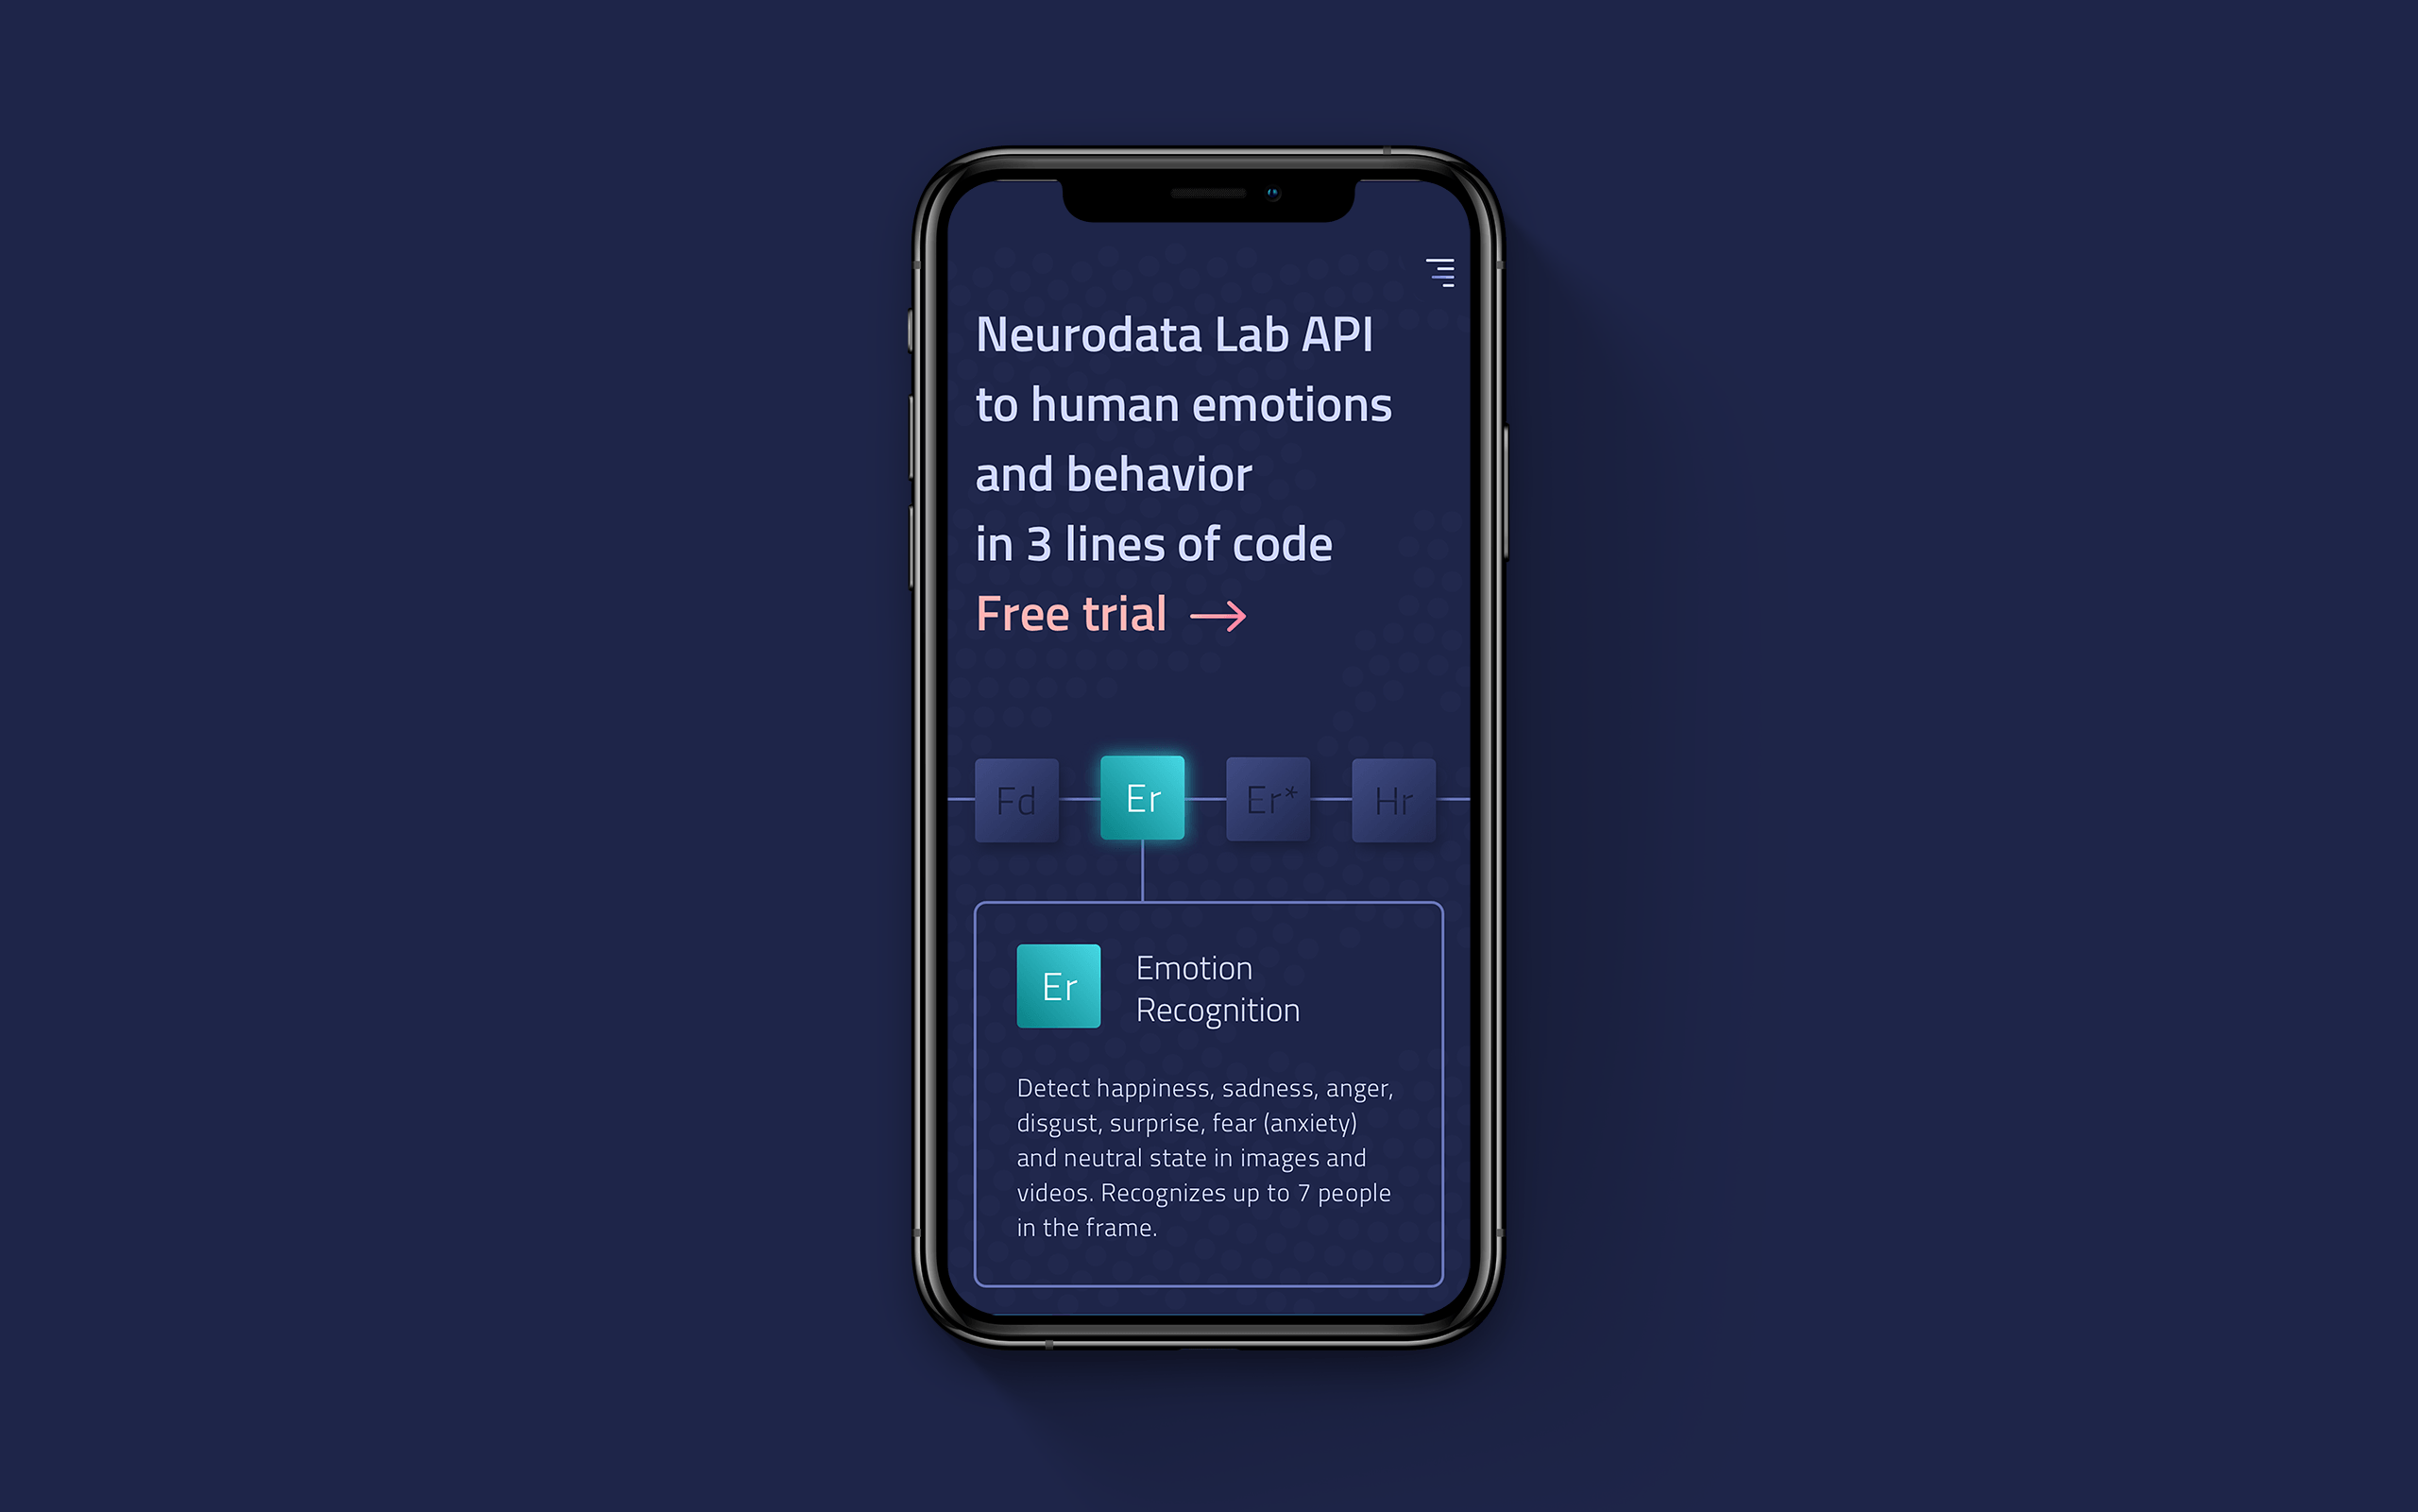 Neurodata Lab API
to human emotions
and behavior
in 3 lines of code
Free trial →
Fd Er Er* Hr
Er Emotion
Recognition
Detect happiness, sadness, anger,
disgust, surprise, fear (anxiety)
and neutral state in images and
videos. Recognizes up to 7 people
in the frame.